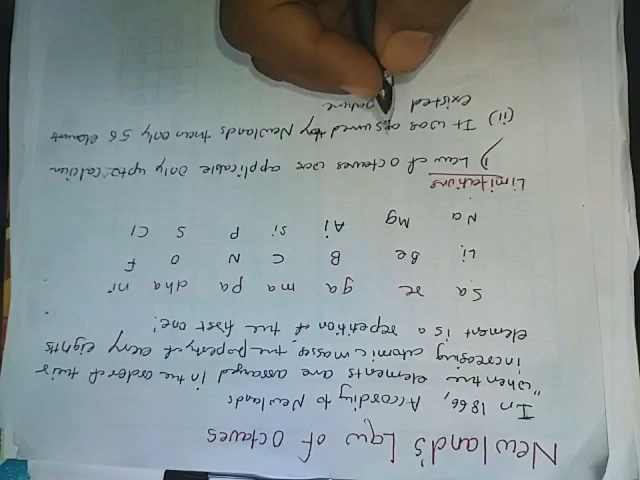 Newland's Law of Octaves
In 1866, According to Newlands
"when the elements are arranged in the order of their
increasing atomic masses, the property of every eights
element is a repetition of the first one."
Sa re ga ma pa dha ni
Li Be B C N O F
Na Mg Al Si P S Cl
Limitations
i) Law of octaves was applicable only upto calcium
(ii) It was assumed by Newlands than only 56 elements
existed nature